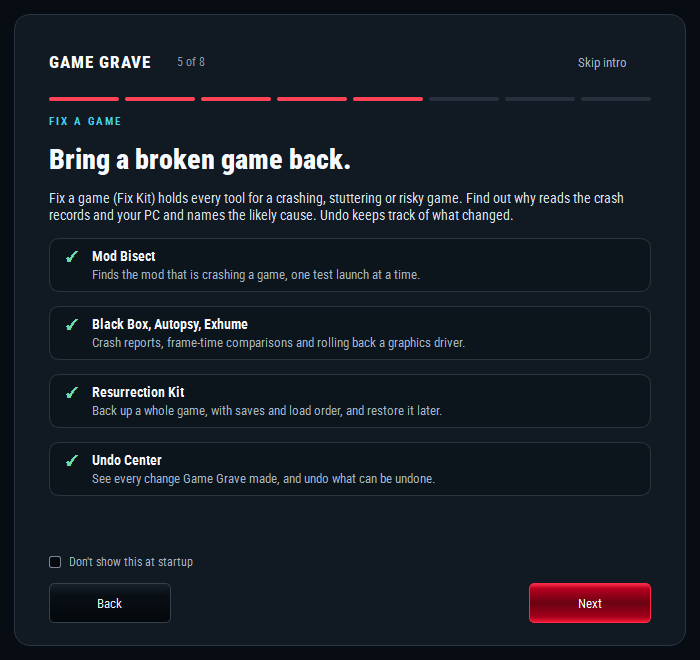 GAME GRAVE
5 of 8
Skip intro
FIX A GAME
Bring a broken game back.
Fix a game (Fix Kit) holds every tool for a crashing, stuttering or risky game. Find out why reads the crash
records and your PC and names the likely cause. Undo keeps track of what changed.
Mod Bisect
Finds the mod that is crashing a game, one test launch at a time.
Black Box, Autopsy, Exhume
Crash reports, frame-time comparisons and rolling back a graphics driver.
Resurrection Kit
Back up a whole game, with saves and load order, and restore it later.
Undo Center
See every change Game Grave made, and undo what can be undone.
Don't show this at startup
Back
Next